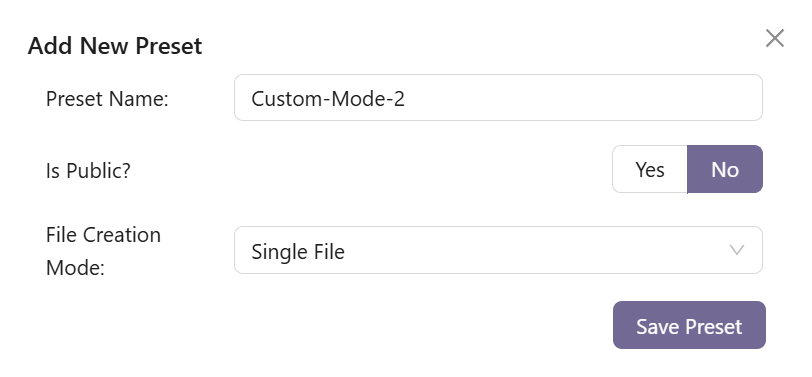 Add New Preset
Preset Name: Custom-Mode-2
Is Public? Yes No
File Creation
Mode: Single File
Save Preset